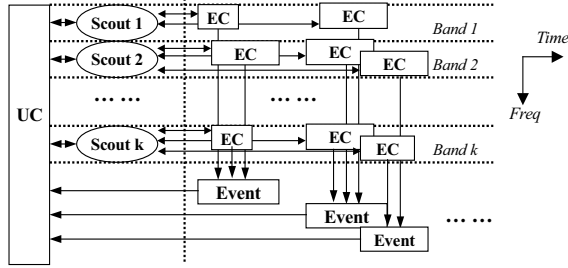 Scout 1 EC EC Band 1 Time
Scout 2 EC EC EC Band 2
UC … … … … Freq
Scout k EC EC EC Band k
Event
Event … …
Event